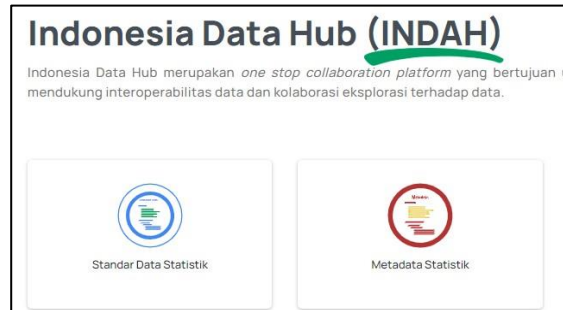 Indonesia Data Hub (INDAH)
Indonesia Data Hub merupakan one stop collaboration platform yang bertujuan
mendukung interoperabilitas data dan kolaborasi eksplorasi terhadap data.
Standar Data Statistik
Metadata Statistik